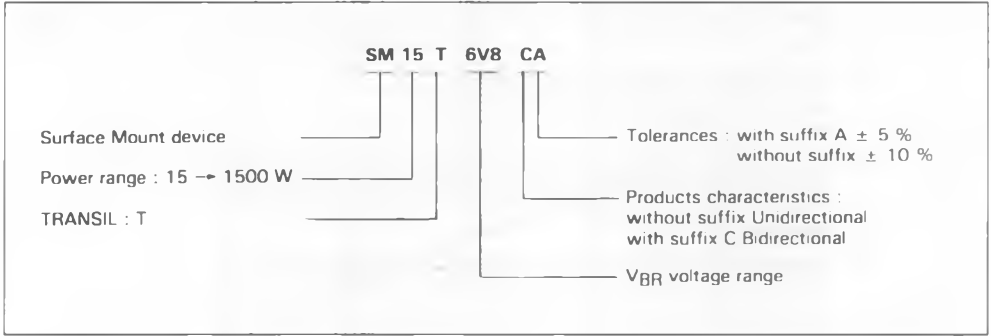 SM 15 T 6V8 CA
Surface Mount device
Power range : 15 → 1500 W
TRANSIL : T
Tolerances : with suffix A ± 5 %
without suffix ± 10 %
Products characteristics :
without suffix Unidirectional
with suffix C Bidirectional
VBR voltage range